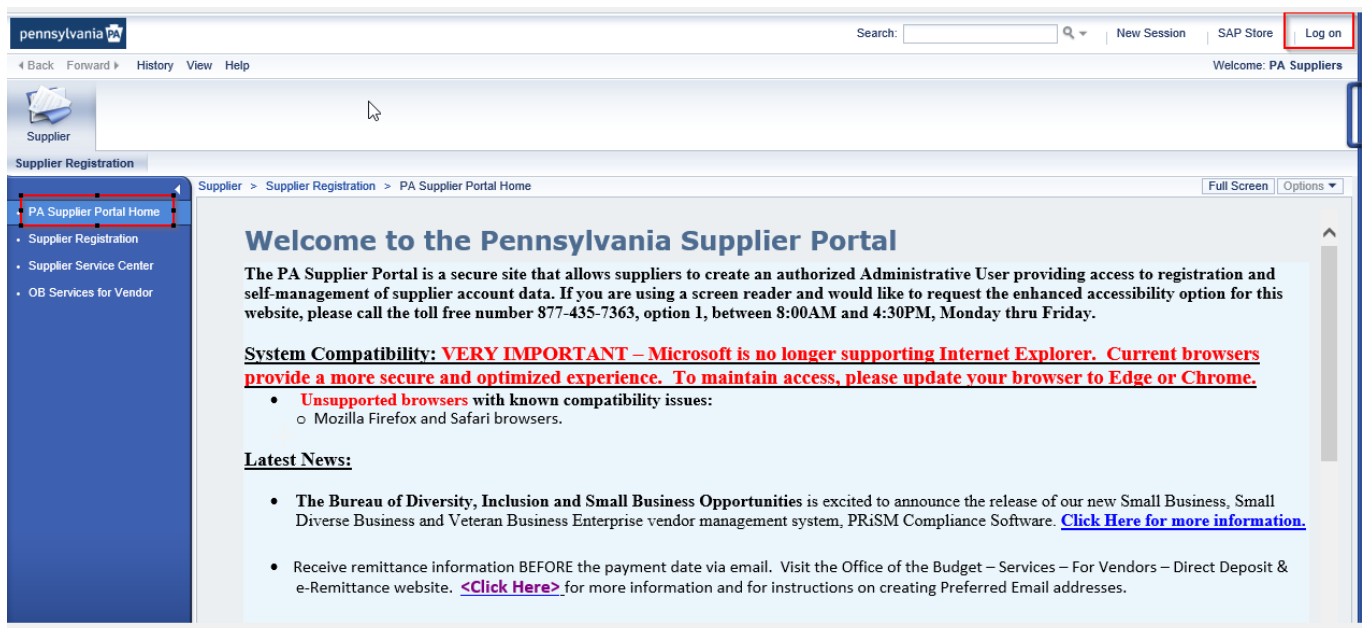 pennsylvania PA
Search:
New Session
SAP Store
Log on
Back Forward History View Help
Welcome: PA Suppliers
Supplier
Supplier Registration
Supplier > Supplier Registration > PA Supplier Portal Home
Full Screen
Options
• PA Supplier Portal Home
• Supplier Registration
• Supplier Service Center
• OB Services for Vendor
Welcome to the Pennsylvania Supplier Portal
The PA Supplier Portal is a secure site that allows suppliers to create an authorized Administrative User providing access to registration and
self-management of supplier account data. If you are using a screen reader and would like to request the enhanced accessibility option for this
website, please call the toll free number 877-435-7363, option 1, between 8:00AM and 4:30PM, Monday thru Friday.
System Compatibility: VERY IMPORTANT – Microsoft is no longer supporting Internet Explorer. Current browsers
provide a more secure and optimized experience. To maintain access, please update your browser to Edge or Chrome.
• Unsupported browsers with known compatibility issues:
o Mozilla Firefox and Safari browsers.
Latest News:
• The Bureau of Diversity, Inclusion and Small Business Opportunities is excited to announce the release of our new Small Business, Small
Diverse Business and Veteran Business Enterprise vendor management system, PRiSM Compliance Software. Click Here for more information.
• Receive remittance information BEFORE the payment date via email. Visit the Office of the Budget – Services – For Vendors – Direct Deposit &
e-Remittance website. <Click Here> for more information and for instructions on creating Preferred Email addresses.